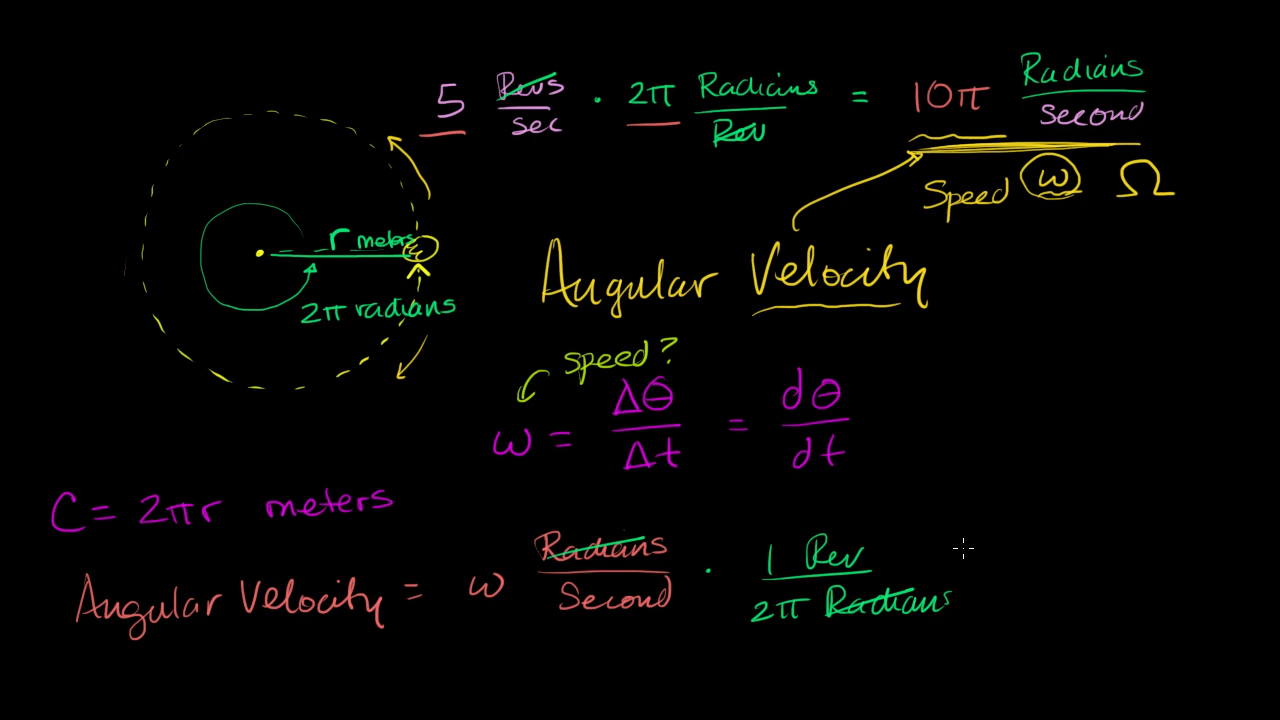 5 Revs/sec · 2π Radians/Rev = 10π Radians/Second
Speed ω Ω
r meters
2π radians
Angular Velocity
speed?
ω = Δθ/Δt = dθ/dt
C = 2πr meters
Angular Velocity = ω Radians/Second · 1 Rev/2π Radians